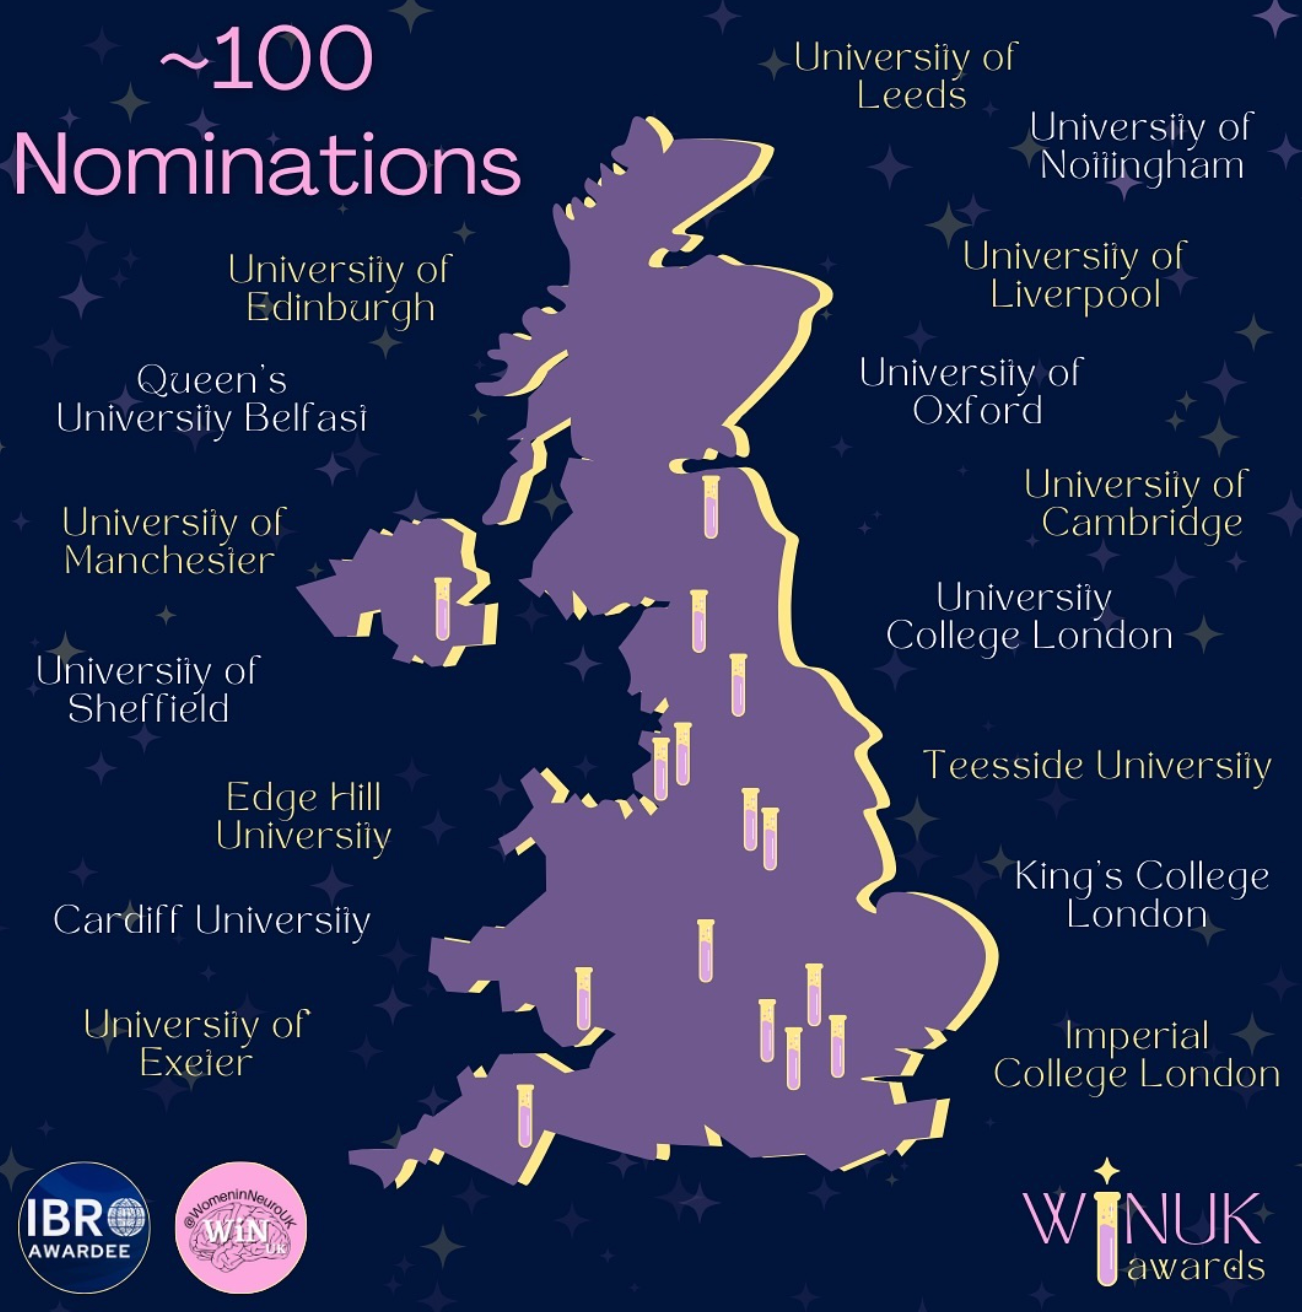 ~100
Nominations
University of
Leeds
University of
Nottingham
University of
Edinburgh
University of
Liverpool
Queen's
University Belfast
University of
Oxford
University of
Manchester
University of
Cambridge
University
College London
University of
Sheffield
Teesside University
Edge Hill
University
King's College
London
Cardiff University
University of
Exeter
Imperial
College London
IBRO
AWARDEE
@WomeninNeuroUK
WiN
UK
WiNUK
awards